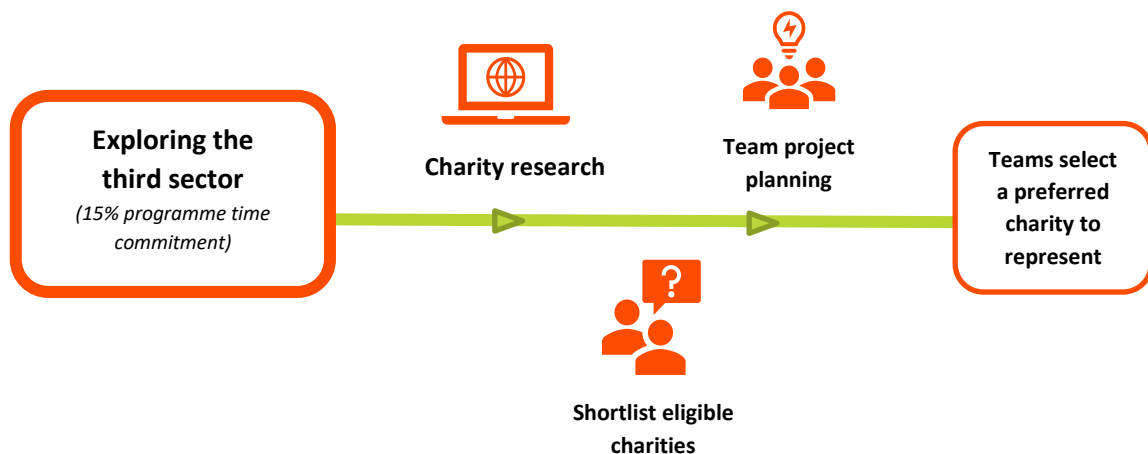 Exploring the
third sector
(15% programme time
commitment)
Charity research
Shortlist eligible
charities
Team project
planning
Teams select
a preferred
charity to
represent